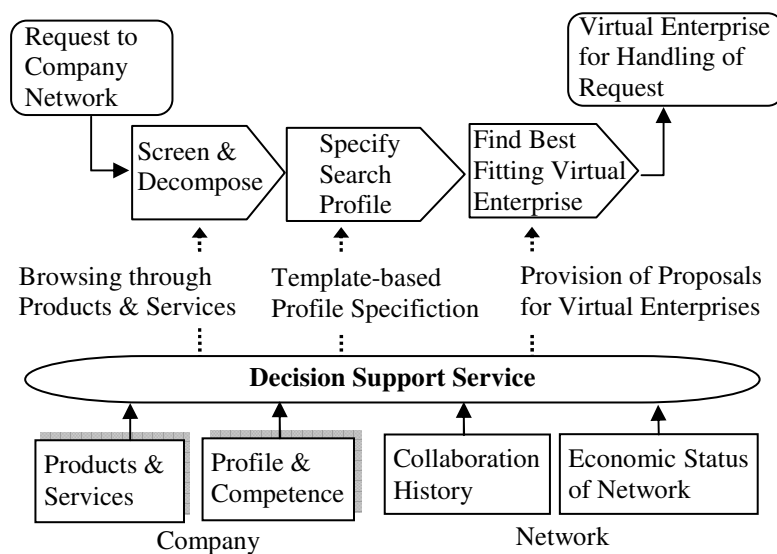 Request to
Company
Network
Virtual Enterprise
for Handling of
Request
Screen &
Decompose
Specify
Search
Profile
Find Best
Fitting Virtual
Enterprise
Browsing through
Products & Services
Template-based
Profile Specifiction
Provision of Proposals
for Virtual Enterprises
Decision Support Service
Products &
Services
Profile &
Competence
Collaboration
History
Economic Status
of Network
Company
Network